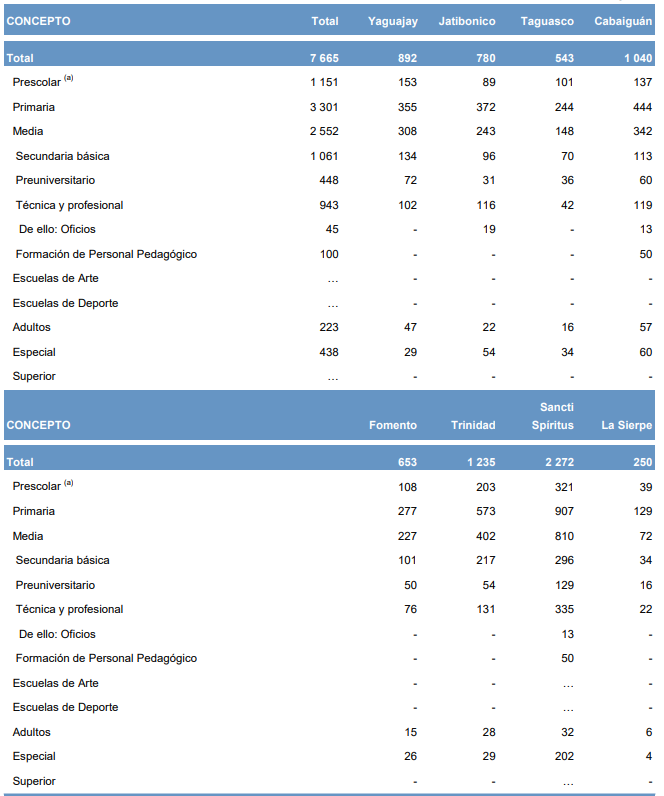 CONCEPTO Total Yaguajay Jatibonico Taguasco Cabaiguán
Total 7 665 892 780 543 1 040
Prescolar (a) 1 151 153 89 101 137
Primaria 3 301 355 372 244 444
Media 2 552 308 243 148 342
Secundaria básica 1 061 134 96 70 113
Preuniversitario 448 72 31 36 60
Técnica y profesional 943 102 116 42 119
De ello: Oficios 45 - 19 - 13
Formación de Personal Pedagógico 100 - - - 50
Escuelas de Arte … - - - -
Escuelas de Deporte … - - - -
Adultos 223 47 22 16 57
Especial 438 29 54 34 60
Superior … - - - -
Sancti
CONCEPTO Fomento Trinidad Spíritus La Sierpe
Total 653 1 235 2 272 250
Prescolar (a) 108 203 321 39
Primaria 277 573 907 129
Media 227 402 810 72
Secundaria básica 101 217 296 34
Preuniversitario 50 54 129 16
Técnica y profesional 76 131 335 22
De ello: Oficios - - 13 -
Formación de Personal Pedagógico - - 50 -
Escuelas de Arte - - … -
Escuelas de Deporte - - … -
Adultos 15 28 32 6
Especial 26 29 202 4
Superior - - … -